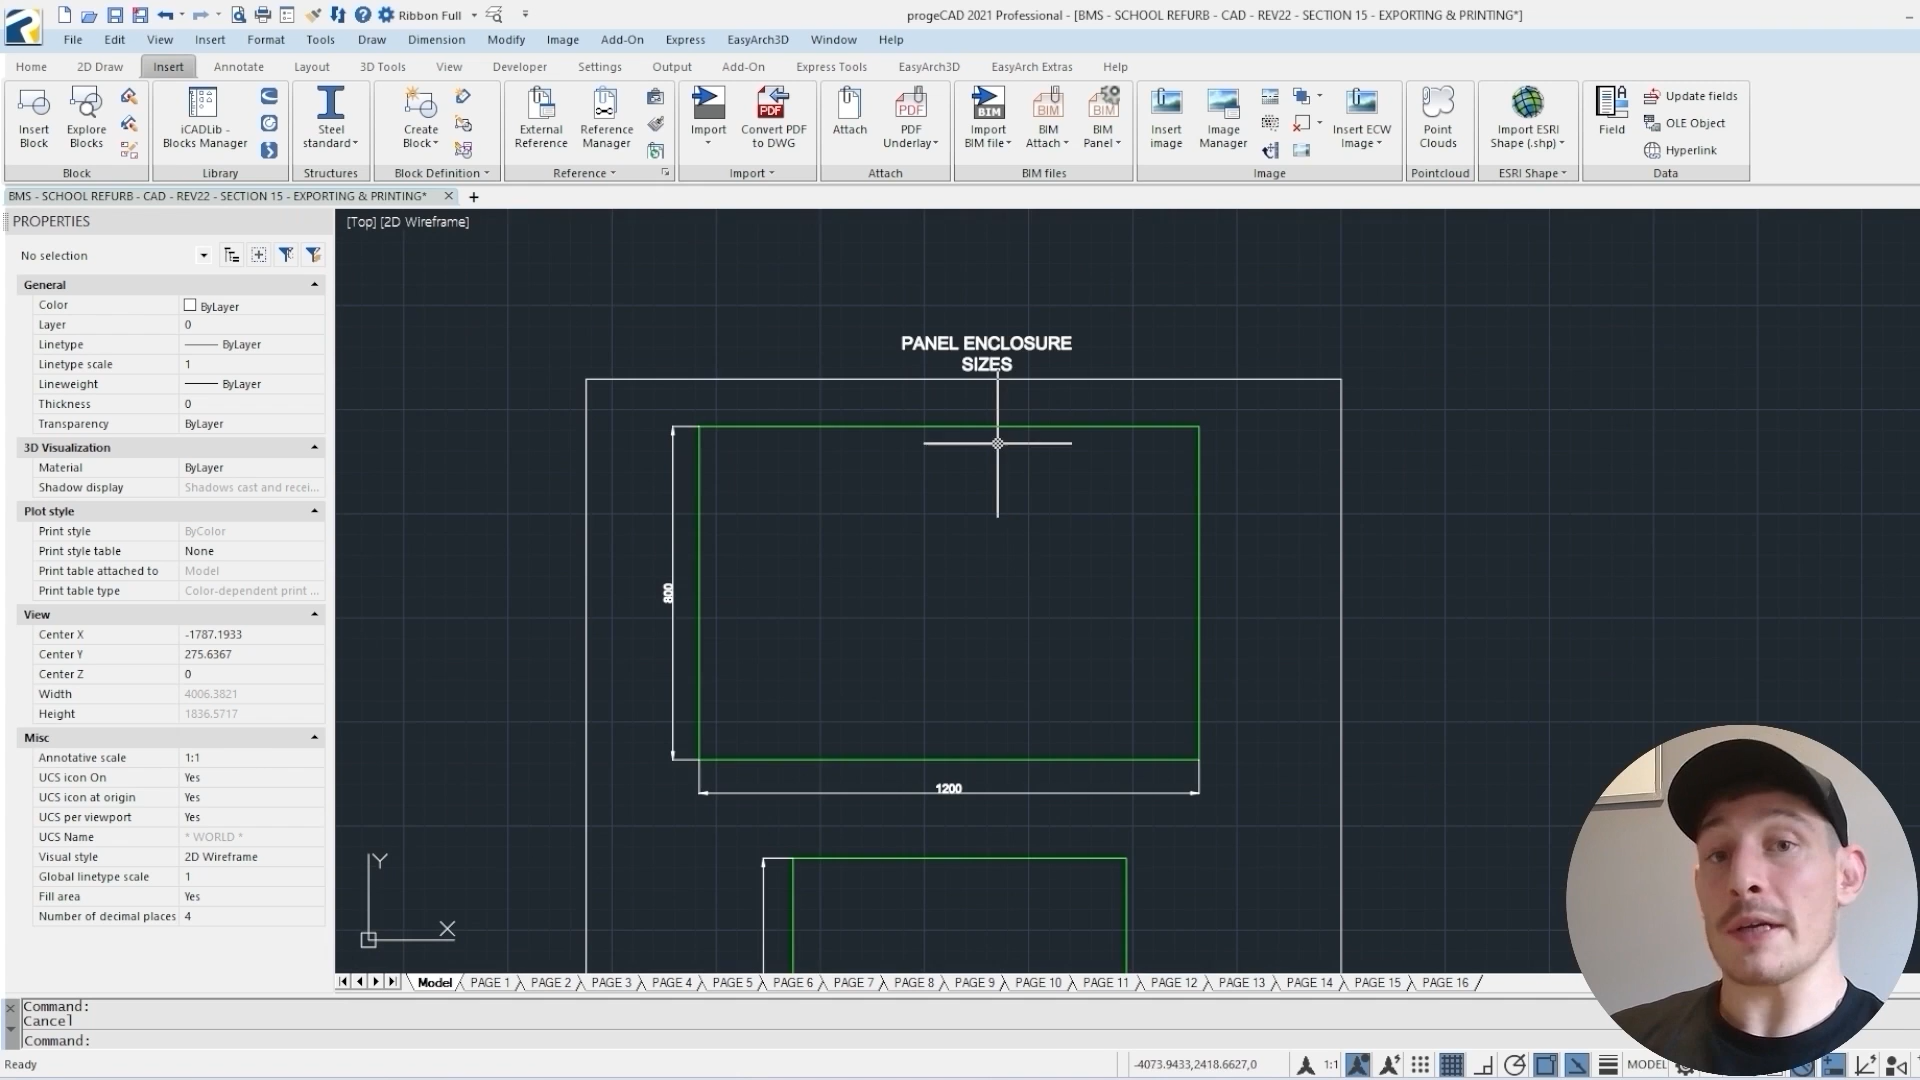 Ribbon Full
progeCAD 2021 Professional - [BMS - SCHOOL REFURB - CAD - REV22 - SECTION 15 - EXPORTING & PRINTING*]
File Edit View Insert Format Tools Draw Dimension Modify Image Add-On Express EasyArch3D Window Help
Home 2D Draw Insert Annotate Layout 3D Tools View Developer Settings Output Add-On Express Tools EasyArch3D EasyArch Extras Help
Insert Block
Explore Blocks
Block
iCADLib - Blocks Manager
Library
Steel standard
Structures
Create Block
Block Definition
External Reference
Reference Manager
Reference
Import
PDF
Convert PDF to DWG
Import
Attach
PDF
PDF Underlay
Attach
BIM
Import BIM file
BIM
BIM Attach
BIM
BIM Panel
BIM files
Insert image
Image Manager
Insert ECW Image
Image
Point Clouds
Pointcloud
Import ESRI Shape (.shp)
ESRI Shape
Field
Update fields
OLE Object
Hyperlink
Data
BMS - SCHOOL REFURB - CAD - REV22 - SECTION 15 - EXPORTING & PRINTING*
PROPERTIES
No selection
General
Color ByLayer
Layer 0
Linetype ByLayer
Linetype scale 1
Lineweight ByLayer
Thickness 0
Transparency ByLayer
3D Visualization
Material ByLayer
Shadow display Shadows cast and recei...
Plot style
Print style ByColor
Print style table None
Print table attached to Model
Print table type Color-dependent print ...
View
Center X -1787.1933
Center Y 275.6367
Center Z 0
Width 4006.3821
Height 1836.5717
Misc
Annotative scale 1:1
UCS icon On Yes
UCS icon at origin Yes
UCS per viewport Yes
UCS Name * WORLD *
Visual style 2D Wireframe
Global linetype scale 1
Fill area Yes
Number of decimal places 4
[Top] [2D Wireframe]
PANEL ENCLOSURE
SIZES
800
1200
Y
X
Model PAGE 1 PAGE 2 PAGE 3 PAGE 4 PAGE 5 PAGE 6 PAGE 7 PAGE 8 PAGE 9 PAGE 10 PAGE 11 PAGE 12 PAGE 13 PAGE 14 PAGE 15 PAGE 16
Command:
Cancel
Command:
Ready
-4073.9433,2418.6627,0
1:1
MODEL